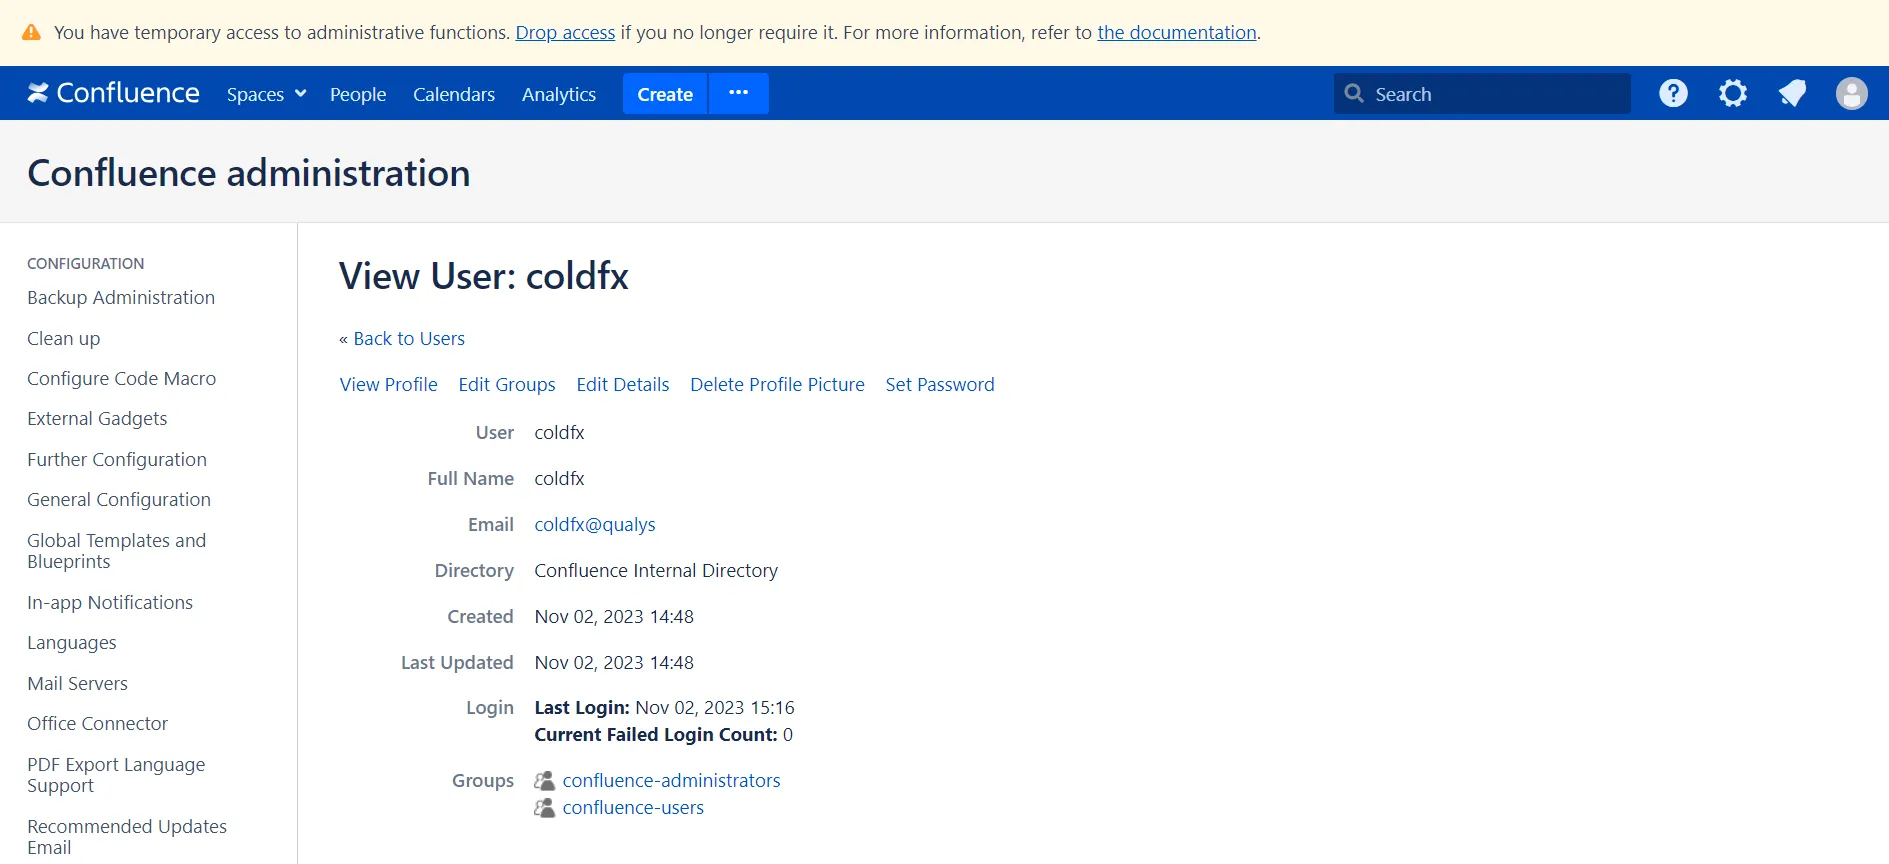 You have temporary access to administrative functions. Drop access if you no longer require it. For more information, refer to the documentation.
Confluence Spaces People Calendars Analytics Create ··· Search ?
Confluence administration
CONFIGURATION
Backup Administration
Clean up
Configure Code Macro
External Gadgets
Further Configuration
General Configuration
Global Templates and
Blueprints
In-app Notifications
Languages
Mail Servers
Office Connector
PDF Export Language
Support
Recommended Updates
Email
View User: coldfx
« Back to Users
View Profile Edit Groups Edit Details Delete Profile Picture Set Password
User coldfx
Full Name coldfx
Email coldfx@qualys
Directory Confluence Internal Directory
Created Nov 02, 2023 14:48
Last Updated Nov 02, 2023 14:48
Login Last Login: Nov 02, 2023 15:16
Current Failed Login Count: 0
Groups confluence-administrators
confluence-users